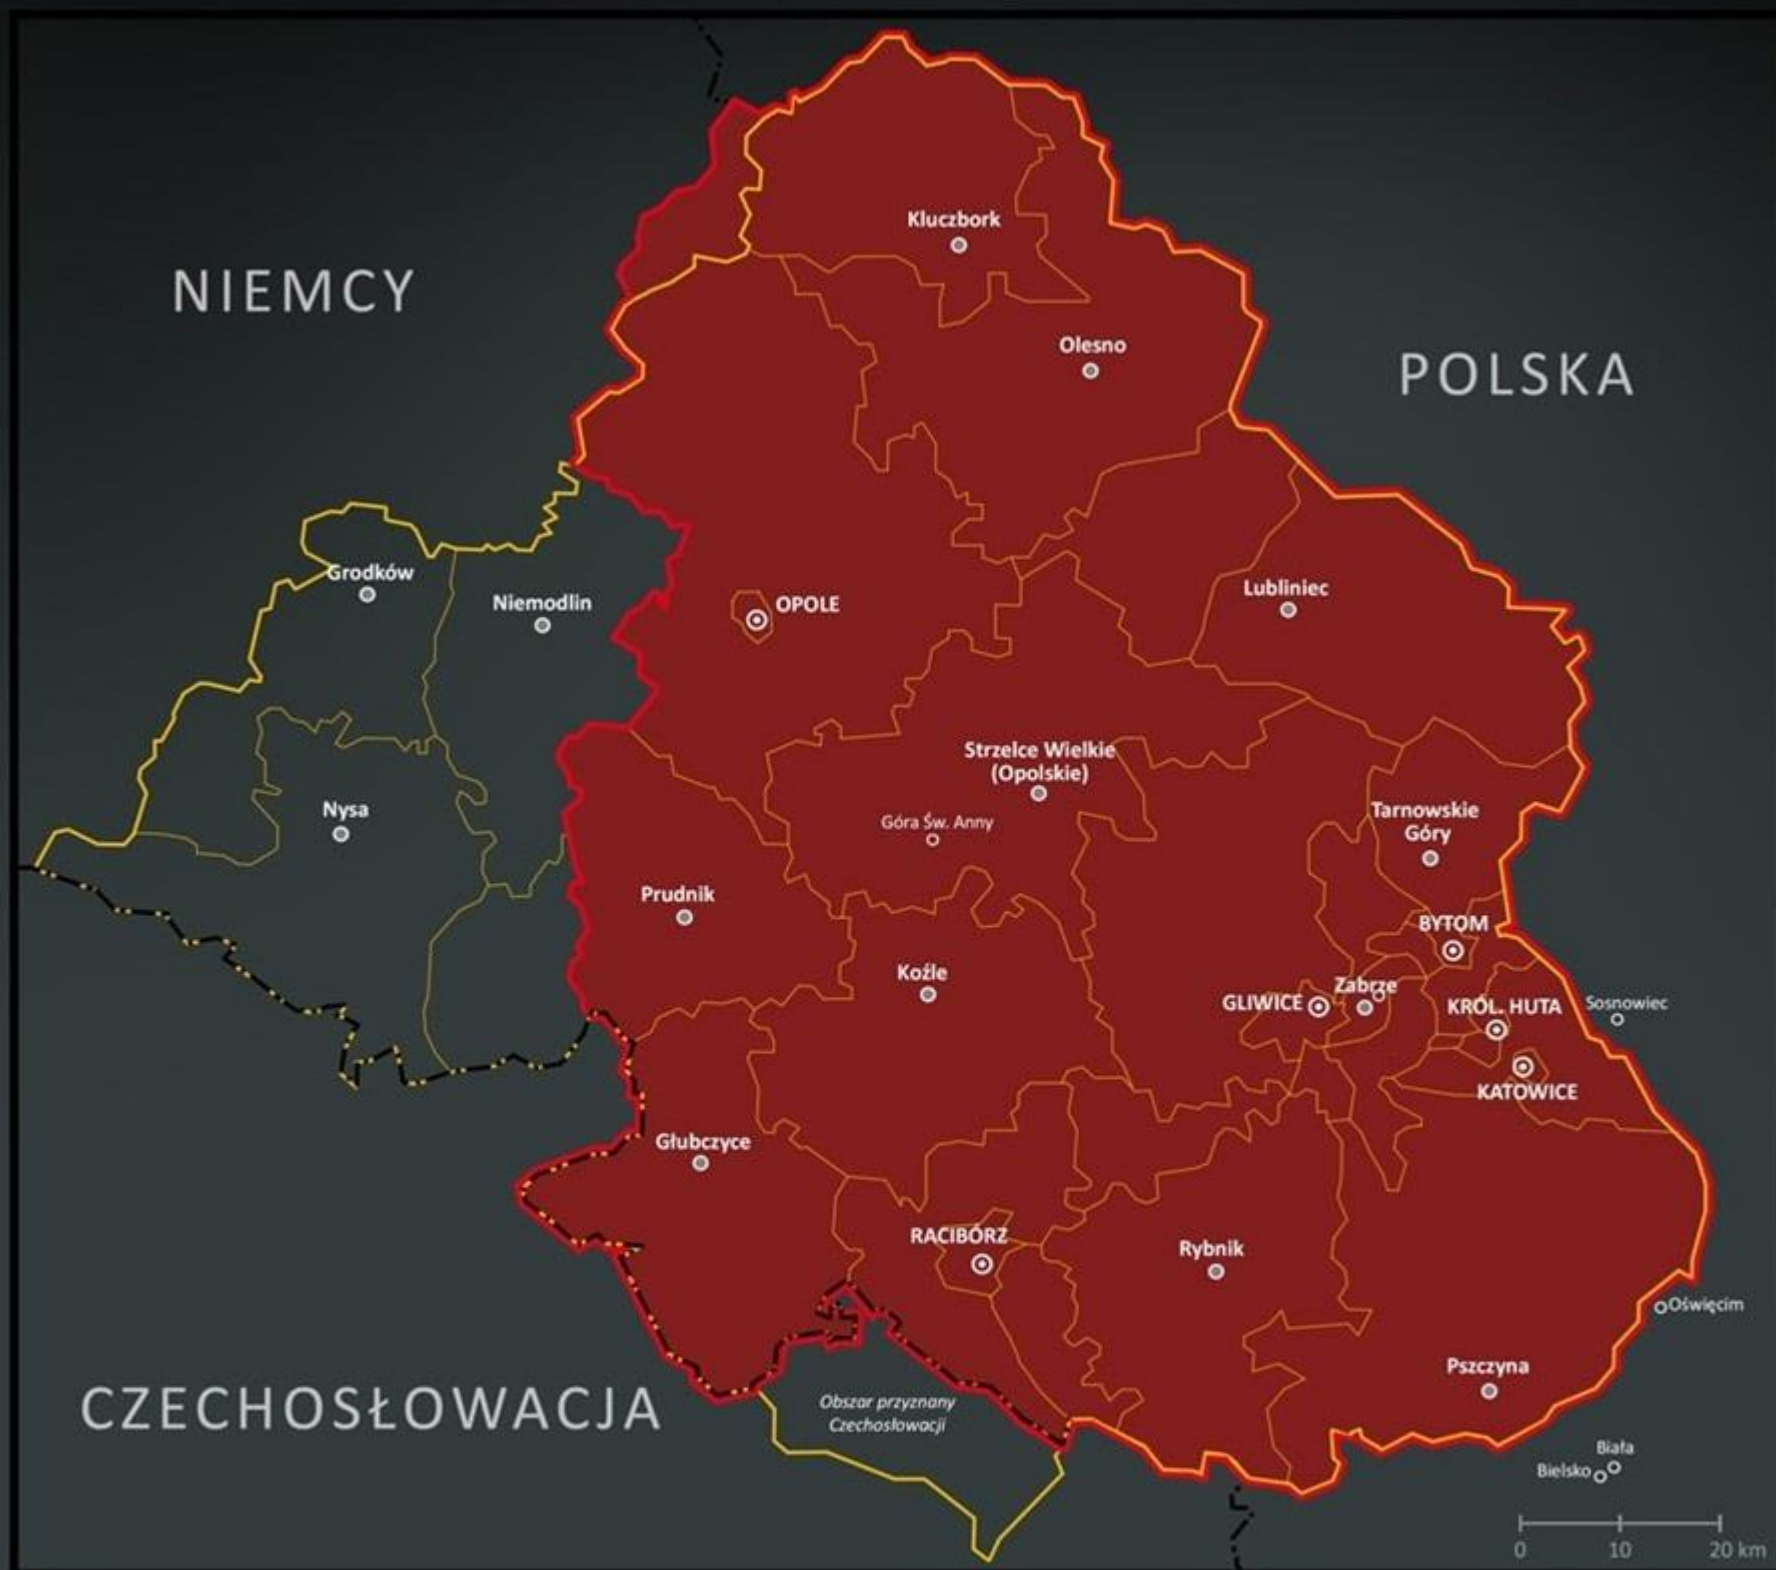 Kluczbork
NIEMCY
Olesno
POLSKA
Grodków
Niemodlin
OPOLE
Lubliniec
Strzelce Wielkie
(Opolskie)
Góra Św. Anny
Nysa
Tarnowskie
Góry
Prudnik
BYTOM
Koźle
Zabrze
GLIWICE
KRÓL. HUTA
Sosnowiec
KATOWICE
Głubczyce
RACIBÓRZ
Rybnik
Oświęcim
Pszczyna
CZECHOSŁOWACJA
Obszar przyznany
Czechosłowacji
Biała
Bielsko
0 10 20 km